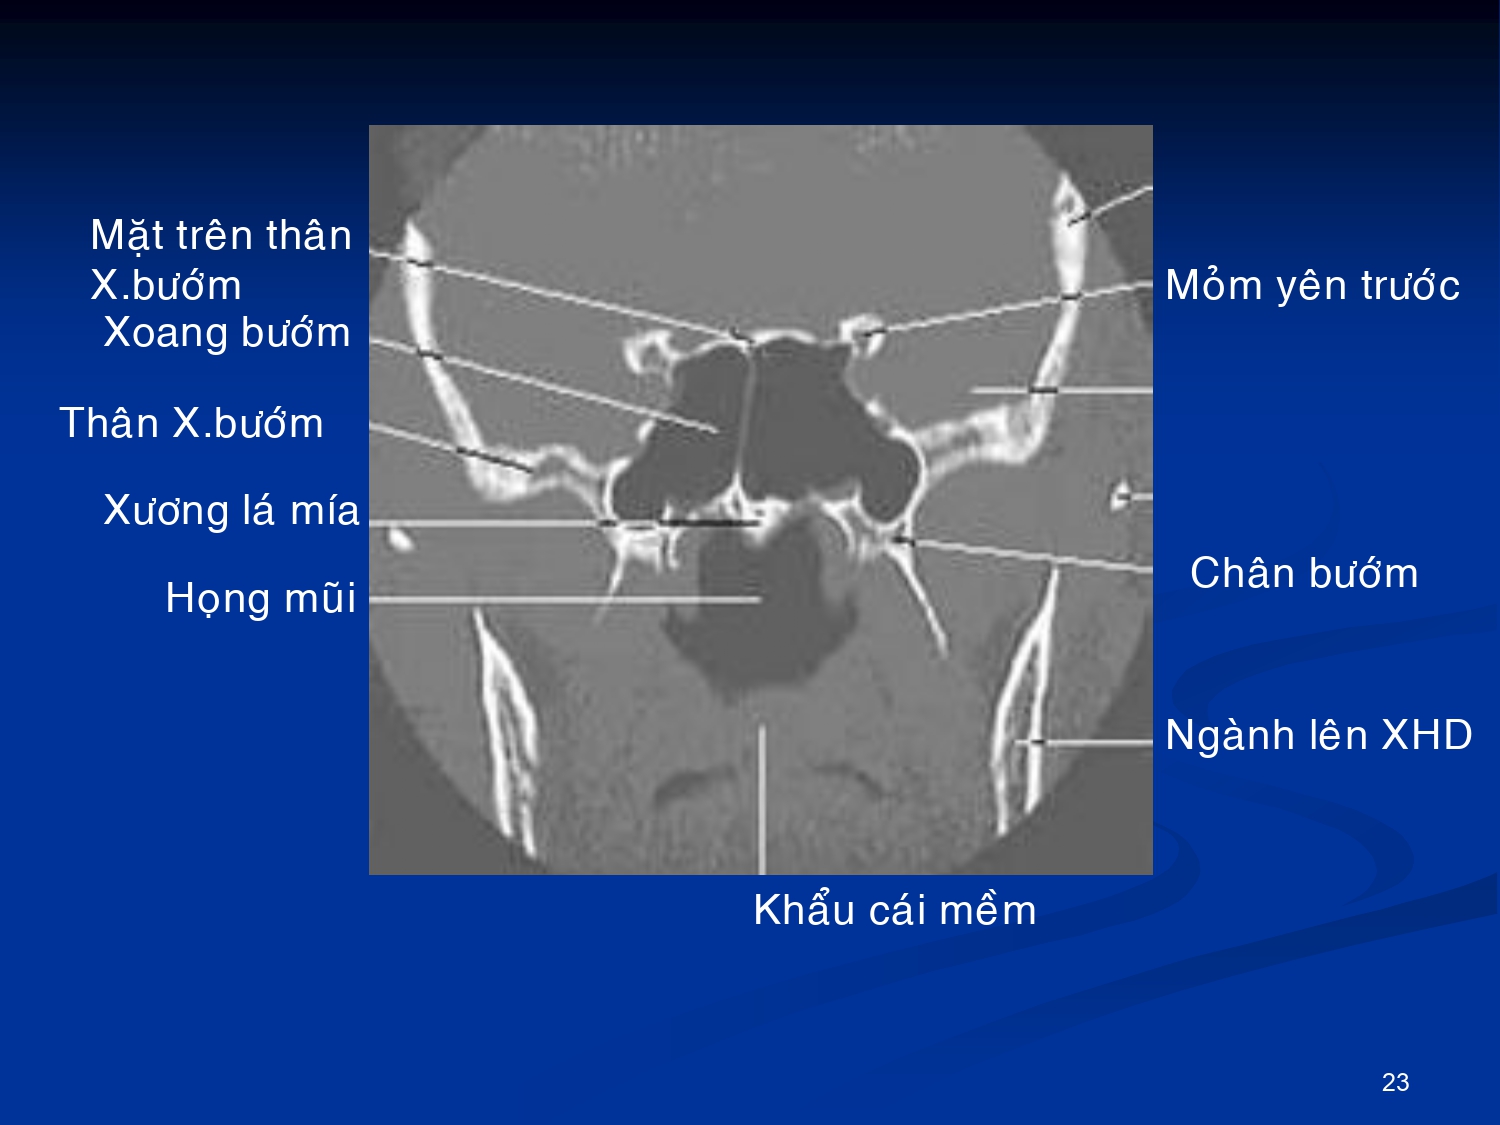 Mặt trên thân
X.bướm
Xoang bướm
Thân X.bướm
Xương lá mía
Họng mũi
Mỏm yên trước
Chân bướm
Ngành lên XHD
Khẩu cái mềm
23